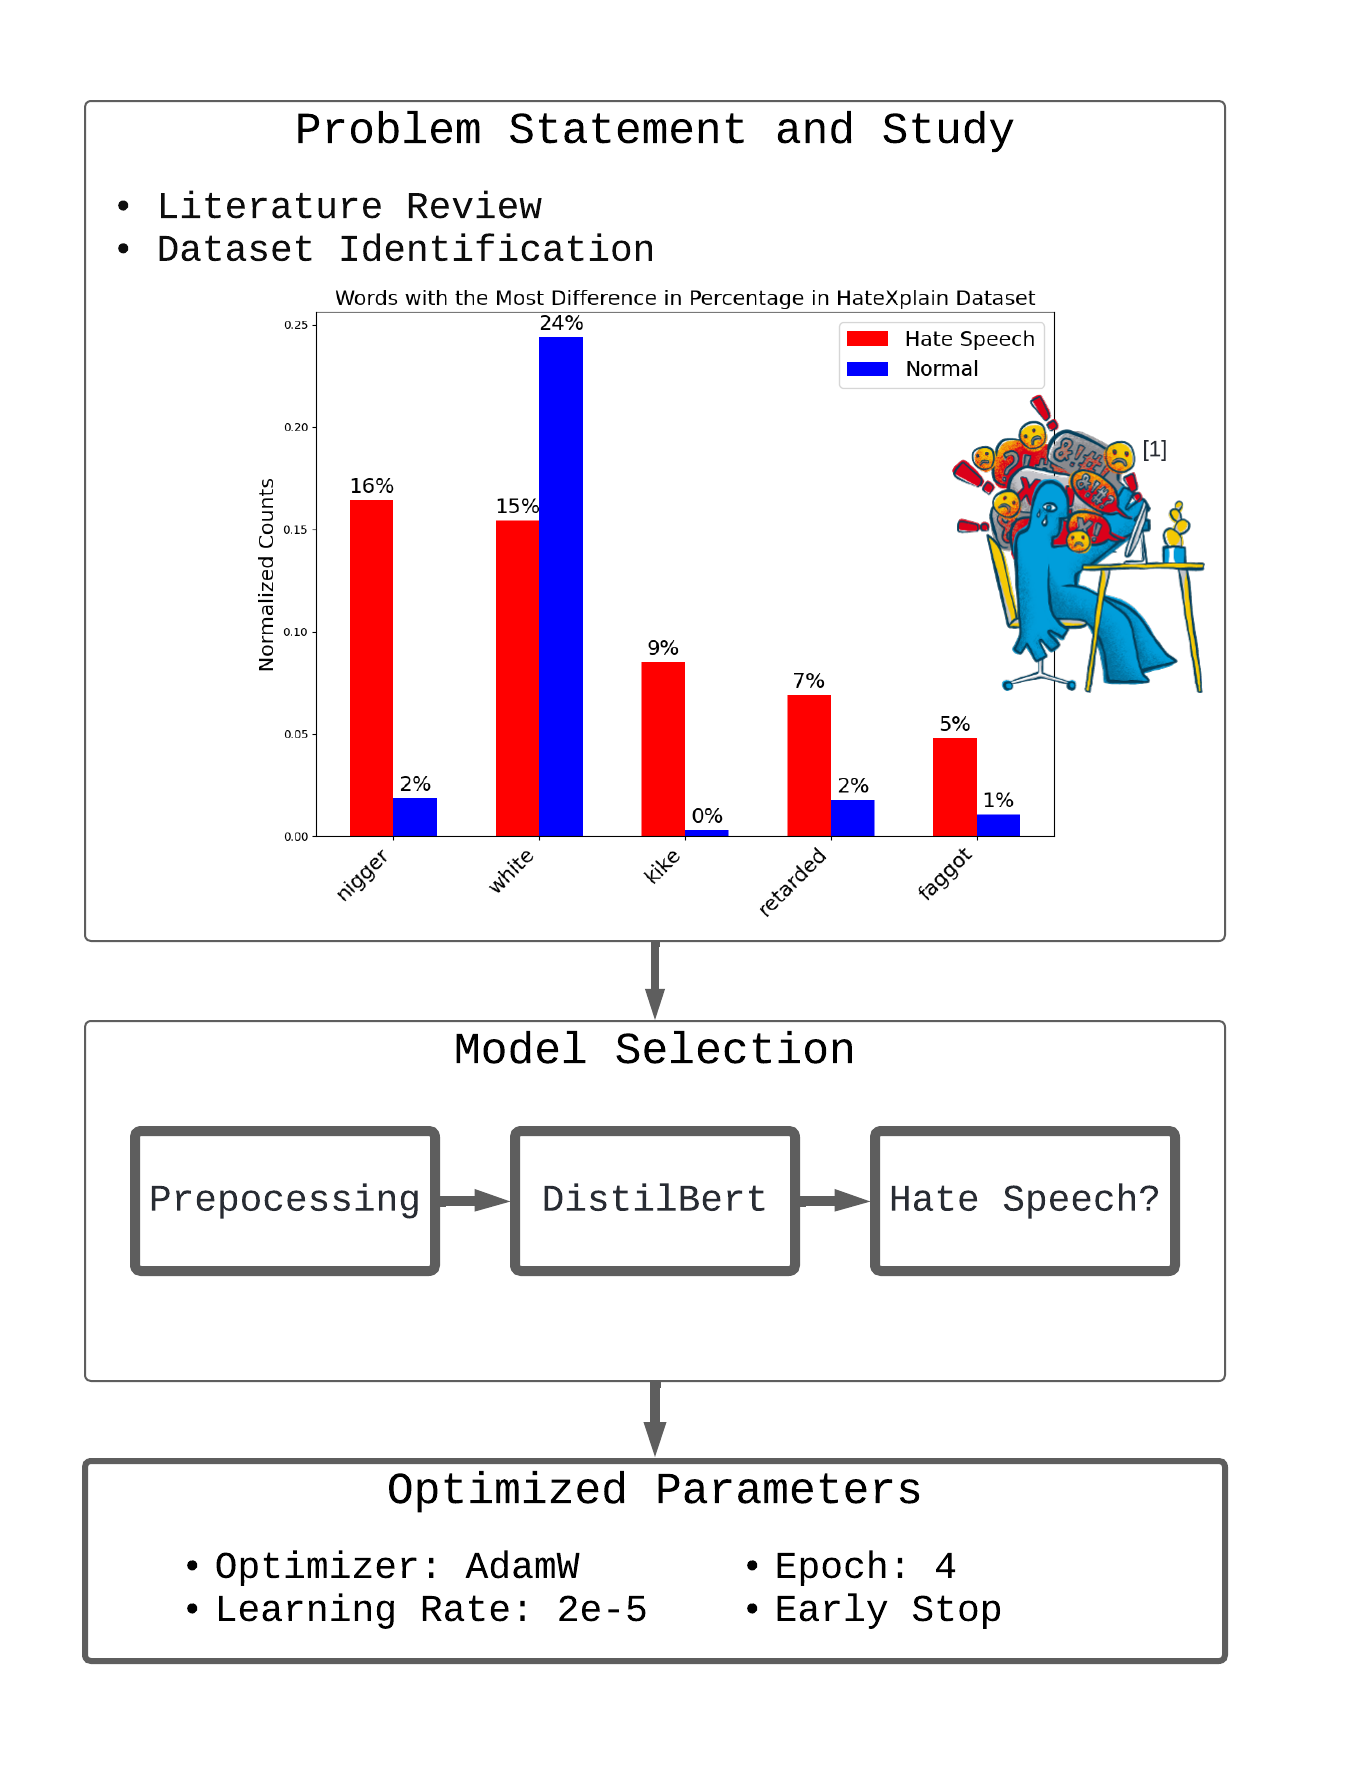 Problem Statement and Study
• Literature Review
• Dataset Identification
Words with the Most Difference in Percentage in HateXplain Dataset
Hate Speech
Normal
Normalized Counts
0.25
0.20
0.15
0.10
0.05
0.00
16%
2%
15%
24%
9%
0%
7%
2%
5%
1%
nigger
white
kike
retarded
faggot
[1]
Model Selection
Prepocessing
DistilBert
Hate Speech?
Optimized Parameters
• Optimizer: AdamW
• Learning Rate: 2e-5
• Epoch: 4
• Early Stop